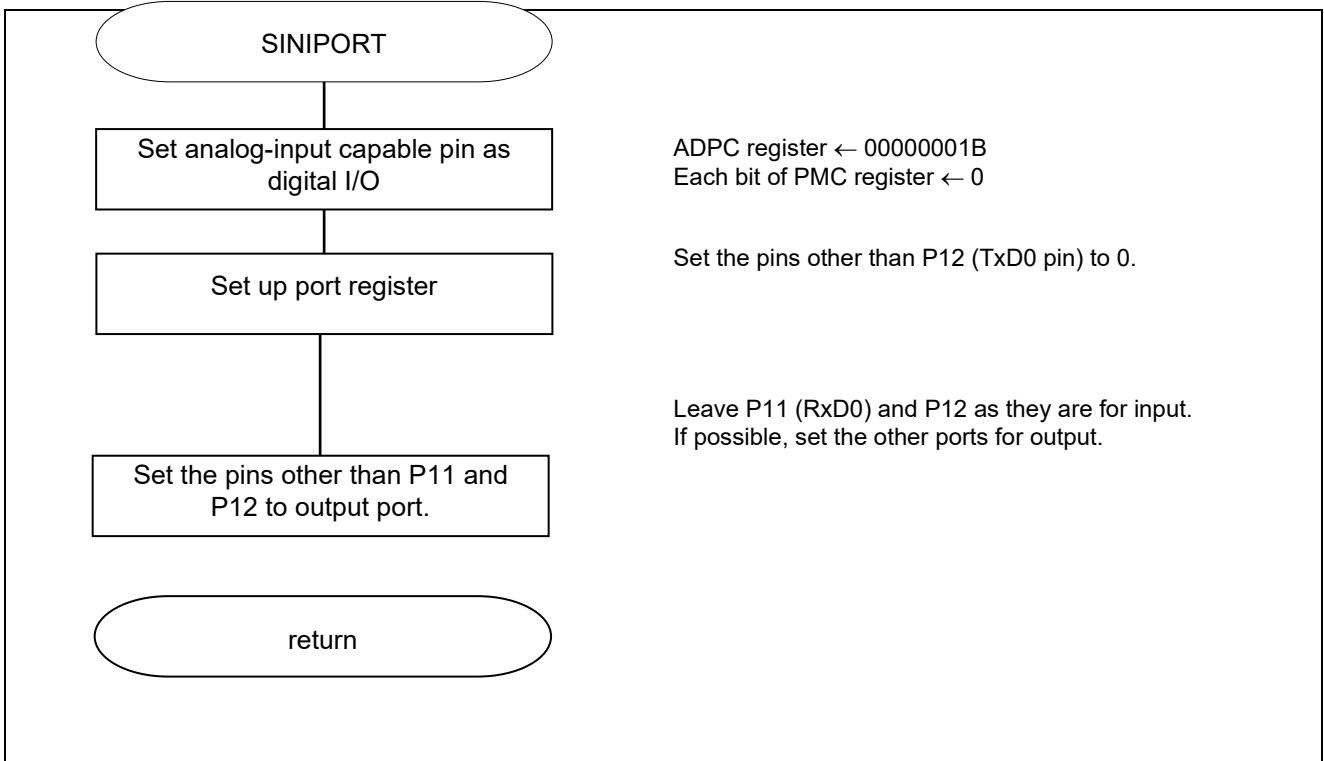 SINIPORT
Set analog-input capable pin as
digital I/O
ADPC register ← 00000001B
Each bit of PMC register ← 0
Set up port register
Set the pins other than P12 (TxD0 pin) to 0.
Leave P11 (RxD0) and P12 as they are for input.
If possible, set the other ports for output.
Set the pins other than P11 and
P12 to output port.
return